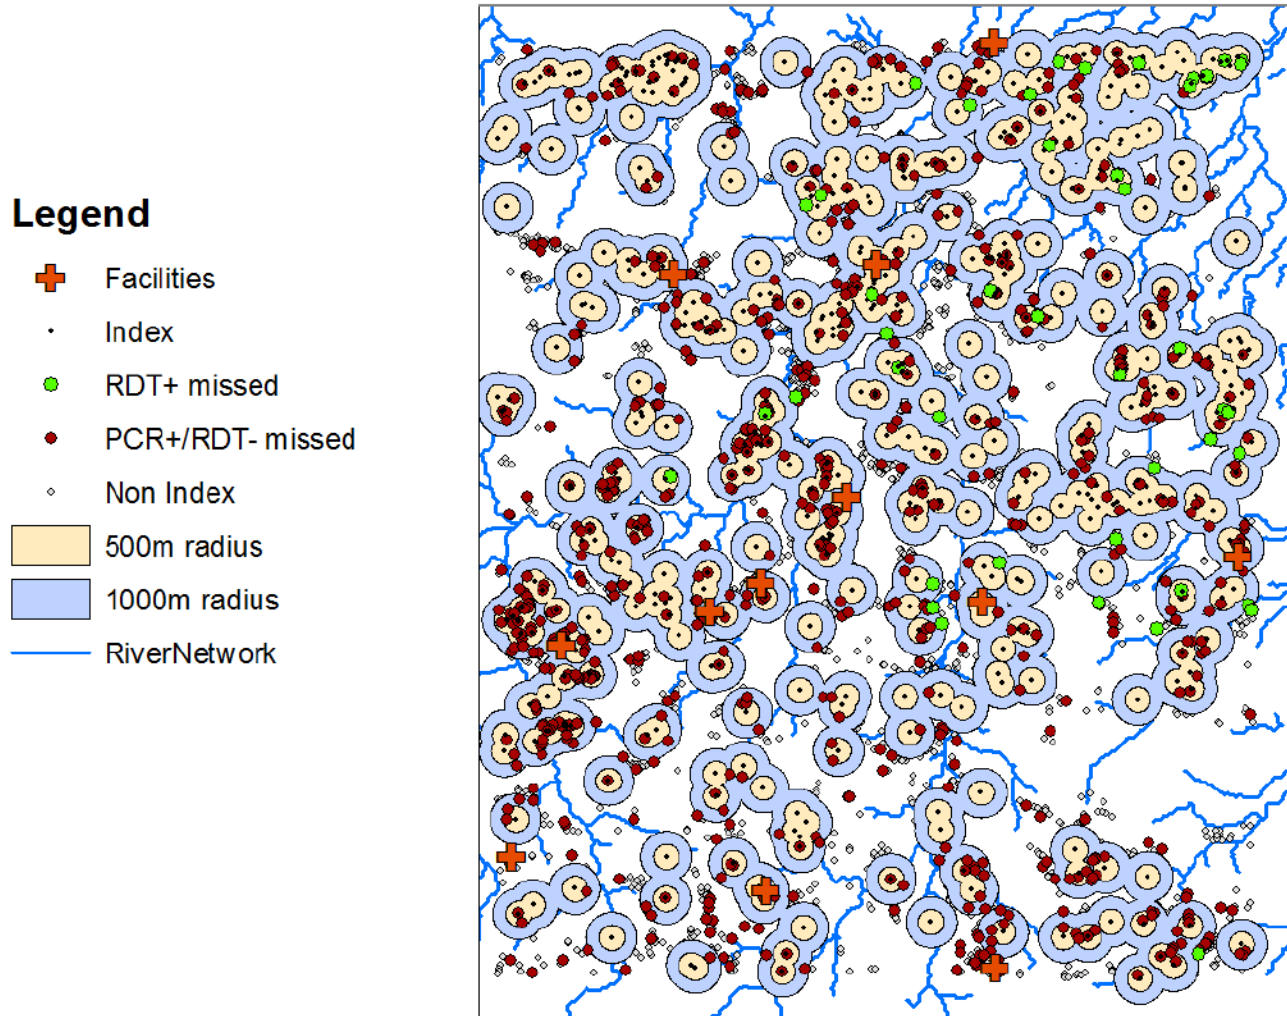 Legend
Facilities
Index
RDT+ missed
PCR+/RDT- missed
Non Index
500m radius
1000m radius
RiverNetwork